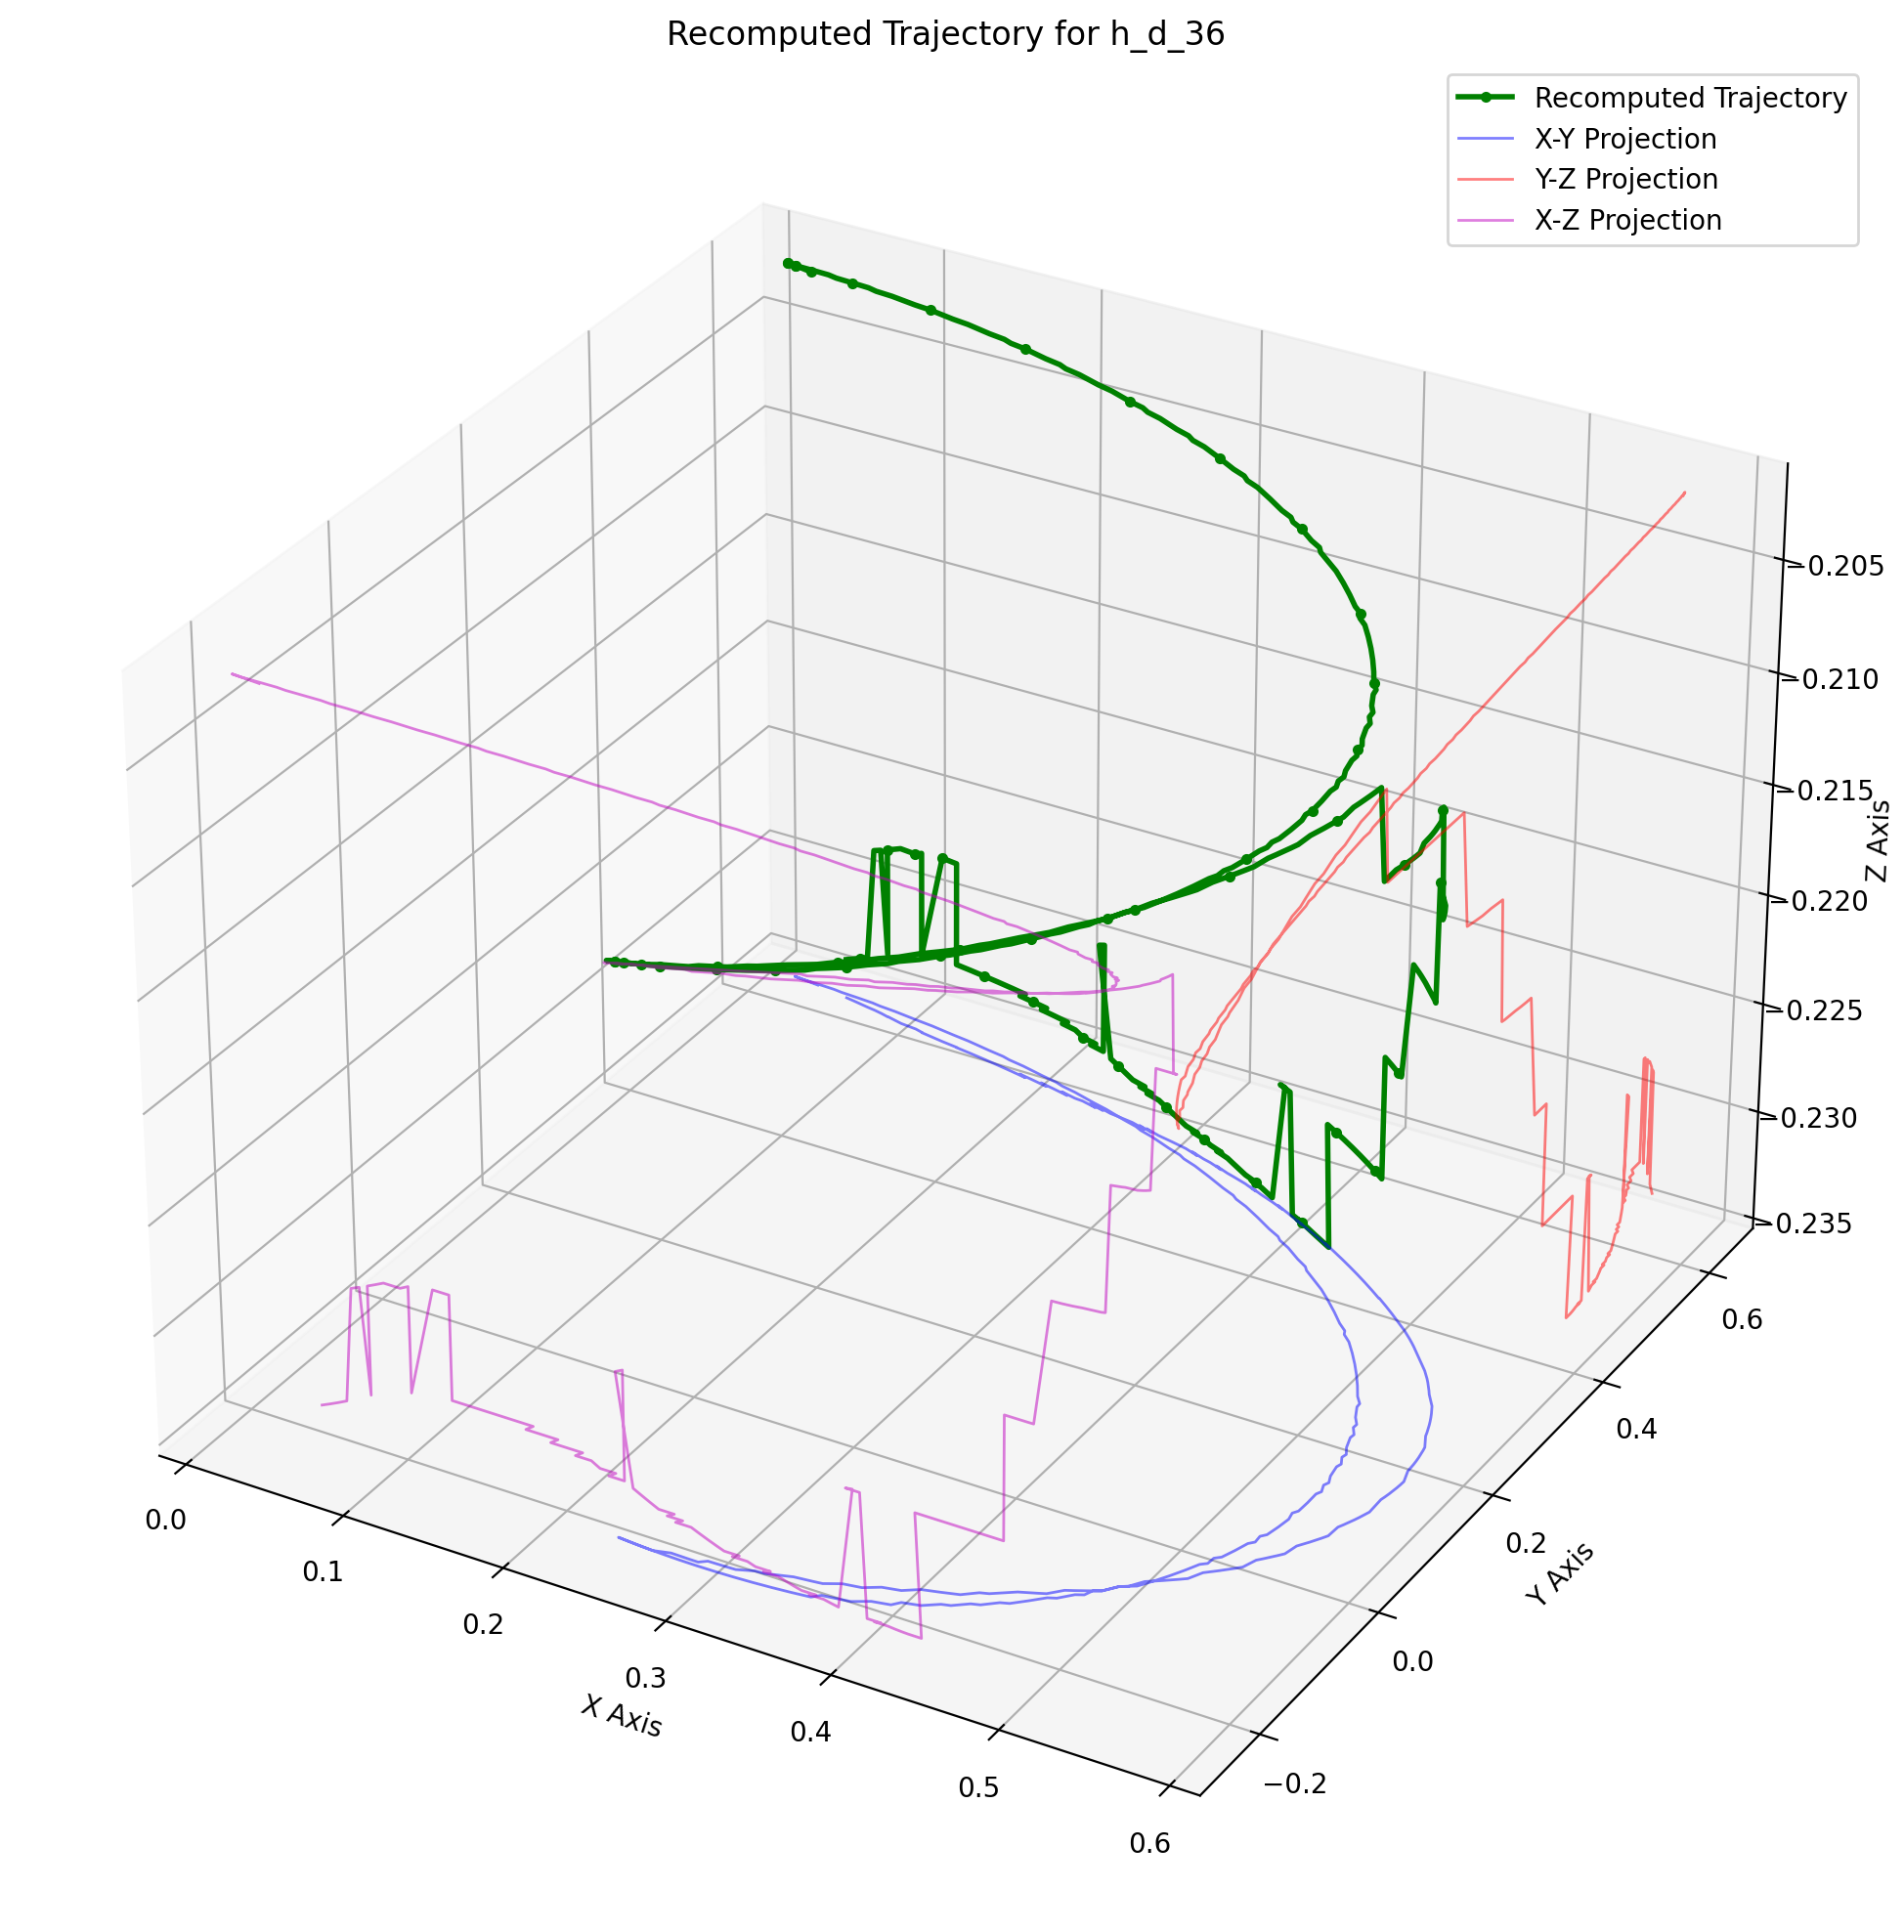 Recomputed Trajectory for h_d_36
Recomputed Trajectory
X-Y Projection
Y-Z Projection
X-Z Projection
−0.205
−0.210
−0.215
−0.220
−0.225
−0.230
−0.235
Z Axis
0.6
0.4
0.2
0.0
−0.2
Y Axis
0.0
0.1
0.2
0.3
0.4
0.5
0.6
X Axis